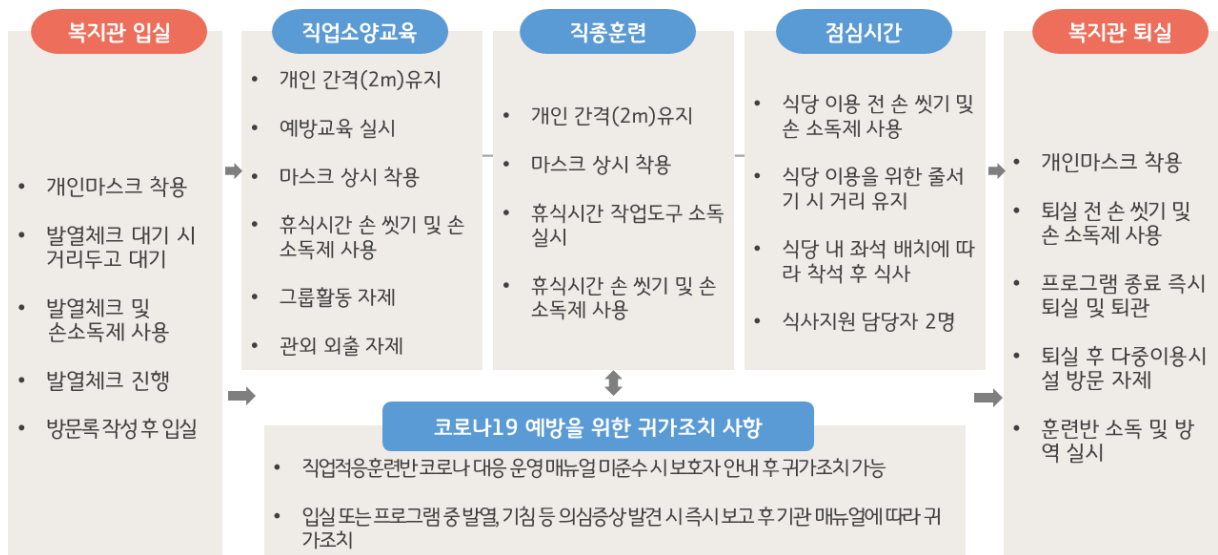 복지관 입실
• 개인마스크 착용
• 발열체크 대기 시
거리두고 대기
• 발열체크 및
손소독제 사용
• 발열체크 진행
• 방문록 작성 후 입실
직업소양교육
• 개인 간격(2m)유지
• 예방교육 실시
• 마스크 상시 착용
• 휴식시간 손 씻기 및 손
소독제 사용
• 그룹활동 자제
• 관외 외출 자제
직종훈련
• 개인 간격(2m)유지
• 마스크 상시 착용
• 휴식시간 작업도구 소독
실시
• 휴식시간 손 씻기 및 손
소독제 사용
점심시간
• 식당 이용 전 손 씻기 및
손 소독제 사용
• 식당 이용을 위한 줄서
기 시 거리 유지
• 식당 내 좌석 배치에 따
라 착석 후 식사
• 식사지원 담당자 2명
코로나19 예방을 위한 귀가조치 사항
• 직업적응훈련반 코로나 대응 운영 매뉴얼 미준수 시 보호자 안내 후 귀가조치 가능
• 입실 또는 프로그램 중 발열, 기침 등 의심증상 발견 시 즉시 보고 후 기관 매뉴얼에 따라 귀
가조치
복지관 퇴실
• 개인마스크 착용
• 퇴실 전 손 씻기 및
손 소독제 사용
• 프로그램 종료 즉시
퇴실 및 퇴관
• 퇴실 후 다중이용시
설 방문 자제
• 훈련반 소독 및 방
역 실시